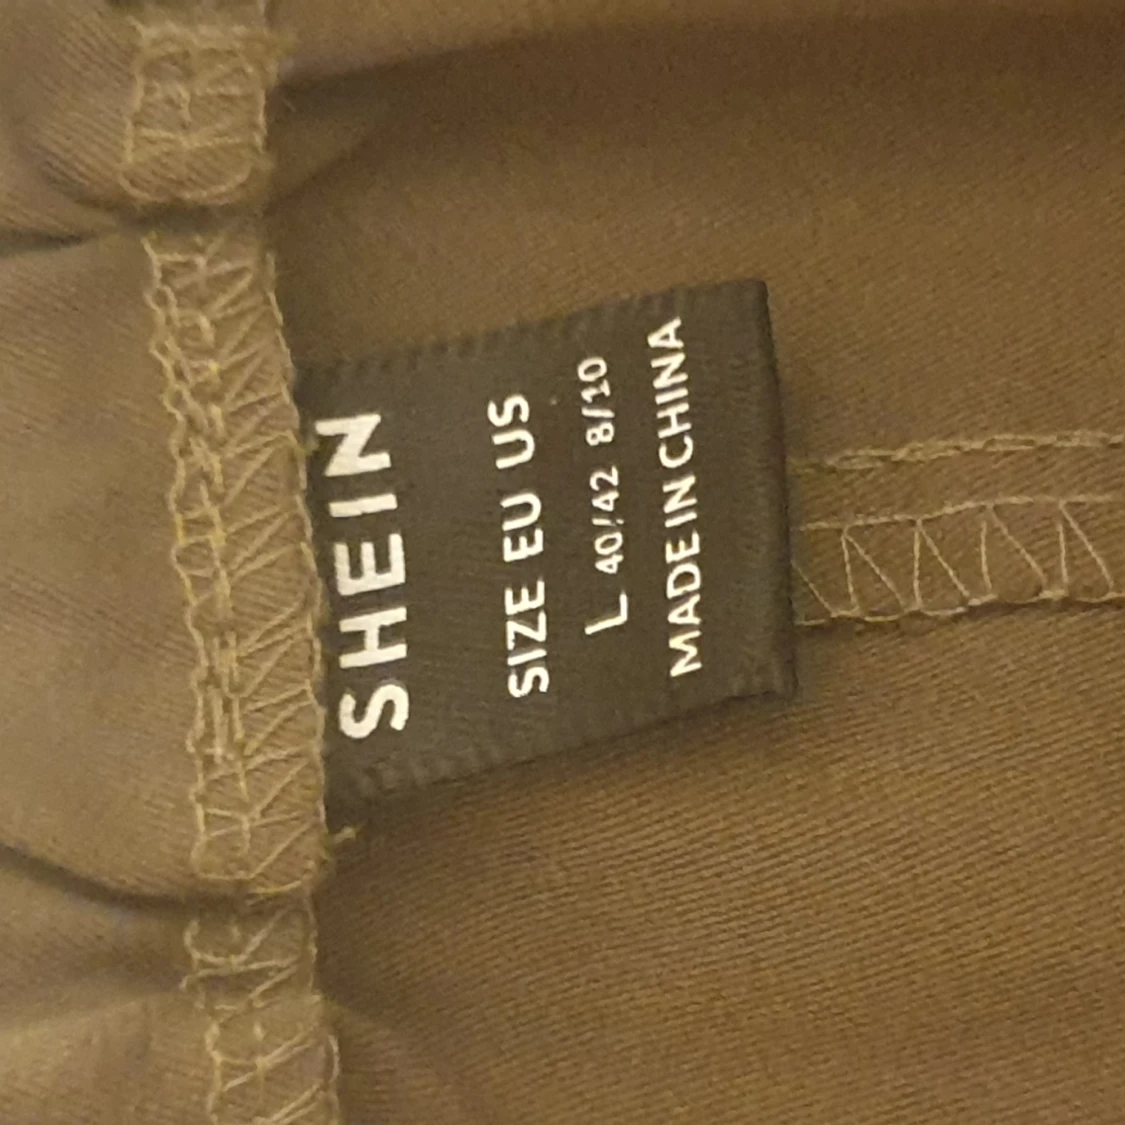 SHEIN
SIZE EU US
L 40/42 8/10
MADE IN CHINA